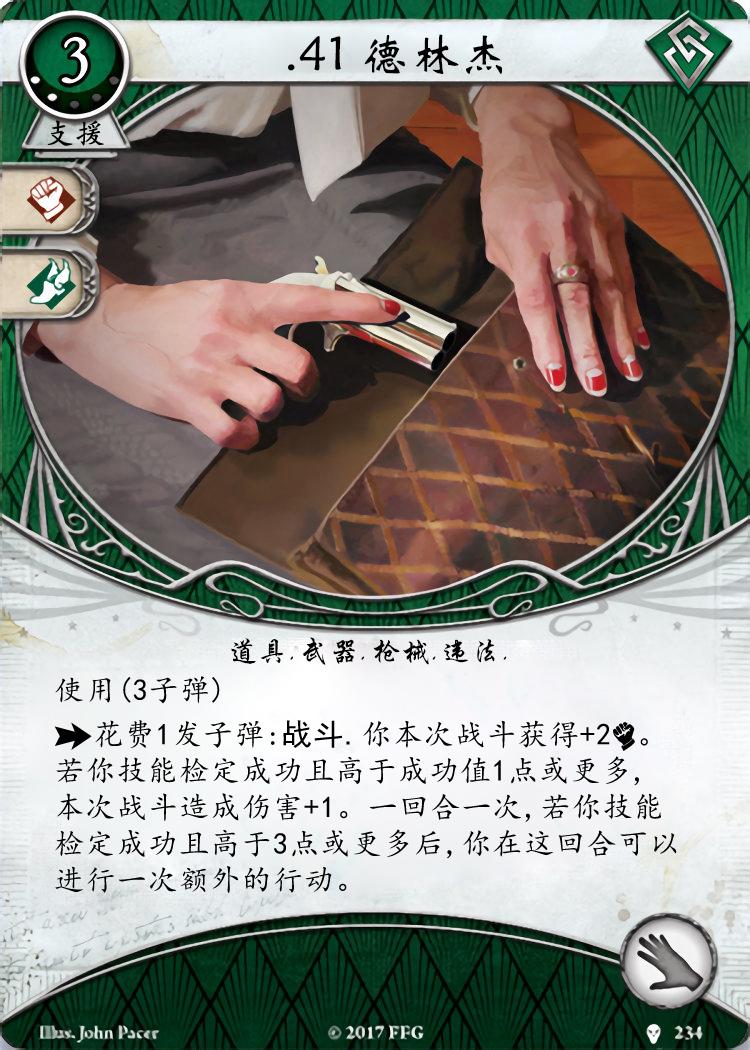 3
.41 德林杰
支援
道具. 武器. 枪械. 违法.
使用(3子弹)
花费1发子弹:战斗. 你本次战斗获得+2。
若你技能检定成功且高于成功值1点或更多,
本次战斗造成伤害+1。一回合一次, 若你技能
检定成功且高于3点或更多后, 你在这回合可以
进行一次额外的行动。
Illus. John Pacer
© 2017 FFG
234